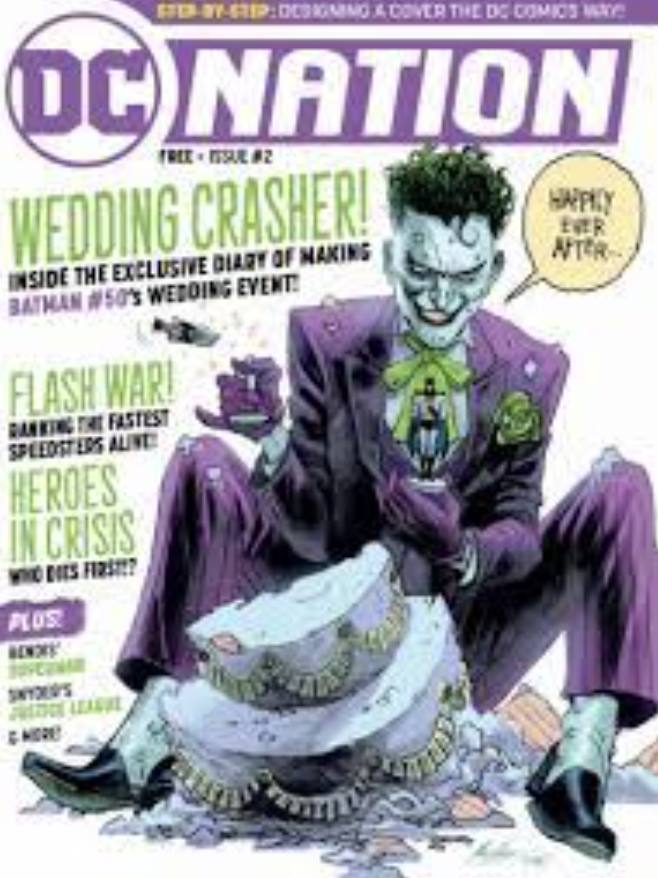 STEP-BY-STEP: DESIGNING A COVER THE DC COMICS WAY!
DC NATION
FREE - ISSUE #2
WEDDING CRASHER!
INSIDE THE EXCLUSIVE DIARY OF MAKING
BATMAN #50's WEDDING EVENT!
HAPPILY
EVER
AFTER...
FLASH WAR!
RANKING THE FASTEST
SPEEDSTERS ALIVE!
HEROES
IN CRISIS
WHO DIES FIRST?
PLUS!
BENDIS'
SUPERMAN
SNYDER'S
JUSTICE LEAGUE
& MORE!